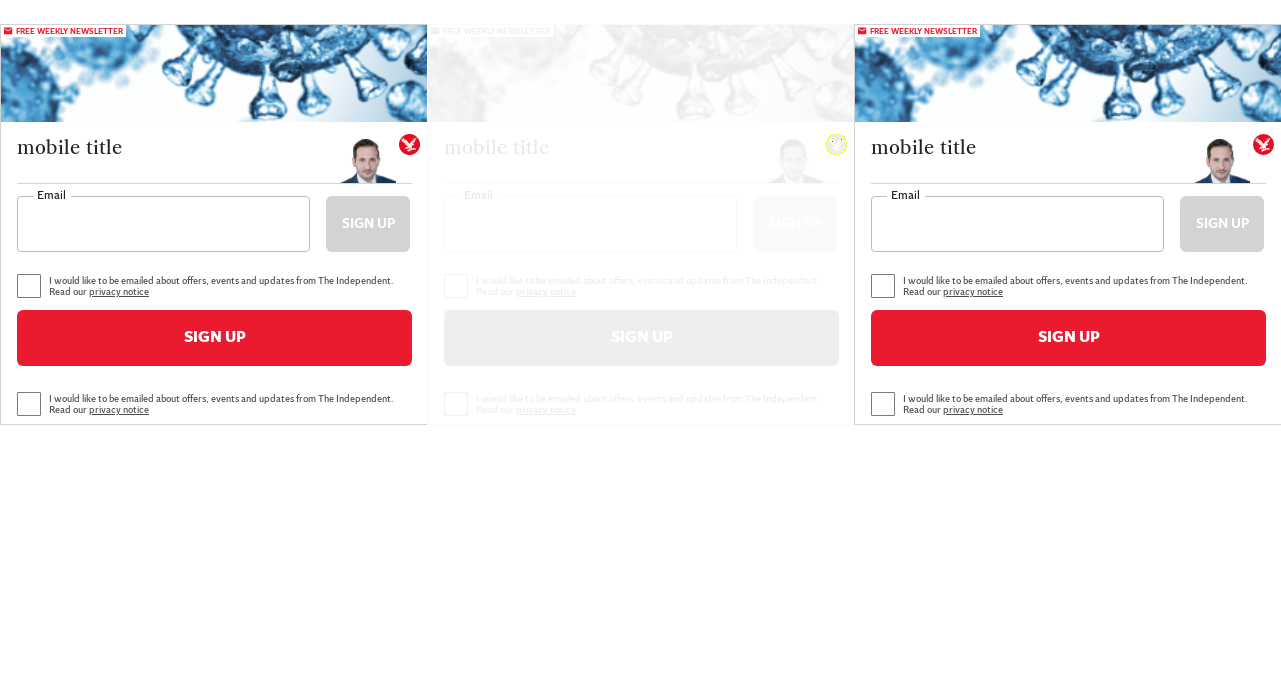 FREE WEEKLY NEWSLETTER
mobile title
Email
SIGN UP
I would like to be emailed about offers, events and updates from The Independent.
Read our privacy notice
SIGN UP
I would like to be emailed about offers, events and updates from The Independent.
Read our privacy notice
FREE WEEKLY NEWSLETTER
mobile title
Email
SIGN UP
I would like to be emailed about offers, events and updates from The Independent.
Read our privacy notice
SIGN UP
I would like to be emailed about offers, events and updates from The Independent.
Read our privacy notice
FREE WEEKLY NEWSLETTER
mobile title
Email
SIGN UP
I would like to be emailed about offers, events and updates from The Independent.
Read our privacy notice
SIGN UP
I would like to be emailed about offers, events and updates from The Independent.
Read our privacy notice